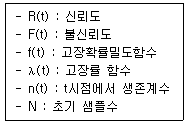 - R(t) : 신뢰도
- F(t) : 불신뢰도
- f(t) : 고장확률밀도함수
- λ(t) : 고장률 함수
- n(t) : t시점에서 생존계수
- N : 초기 샘플수